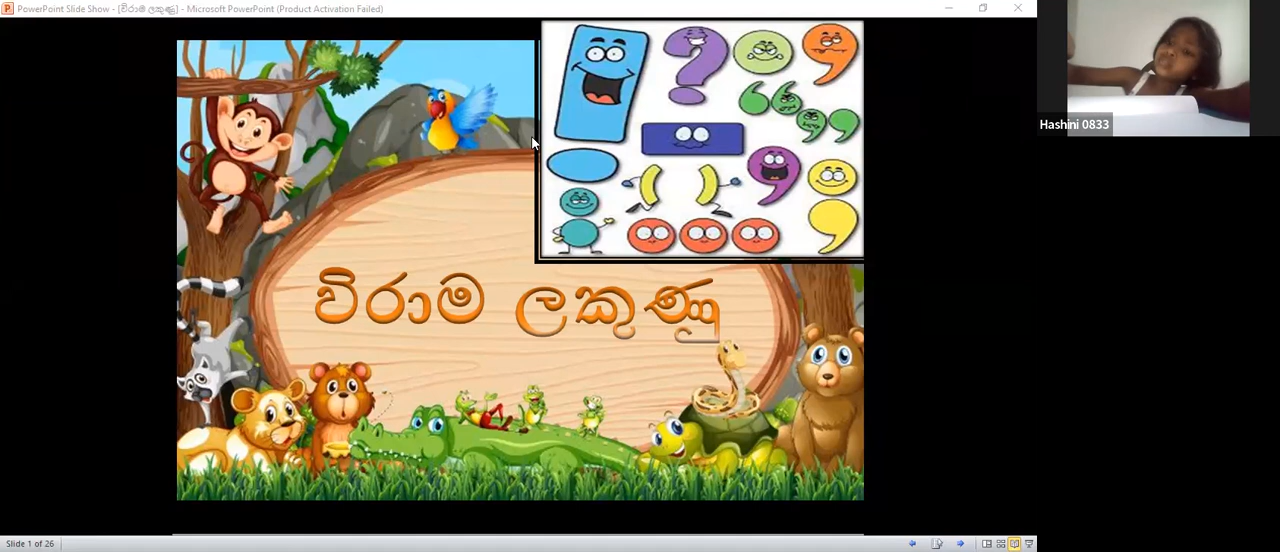 PowerPoint Slide Show - [විරාම ලකුණු] - Microsoft PowerPoint (Product Activation Failed)
Hashini 0833
විරාම ලකුණු
Slide 1 of 26